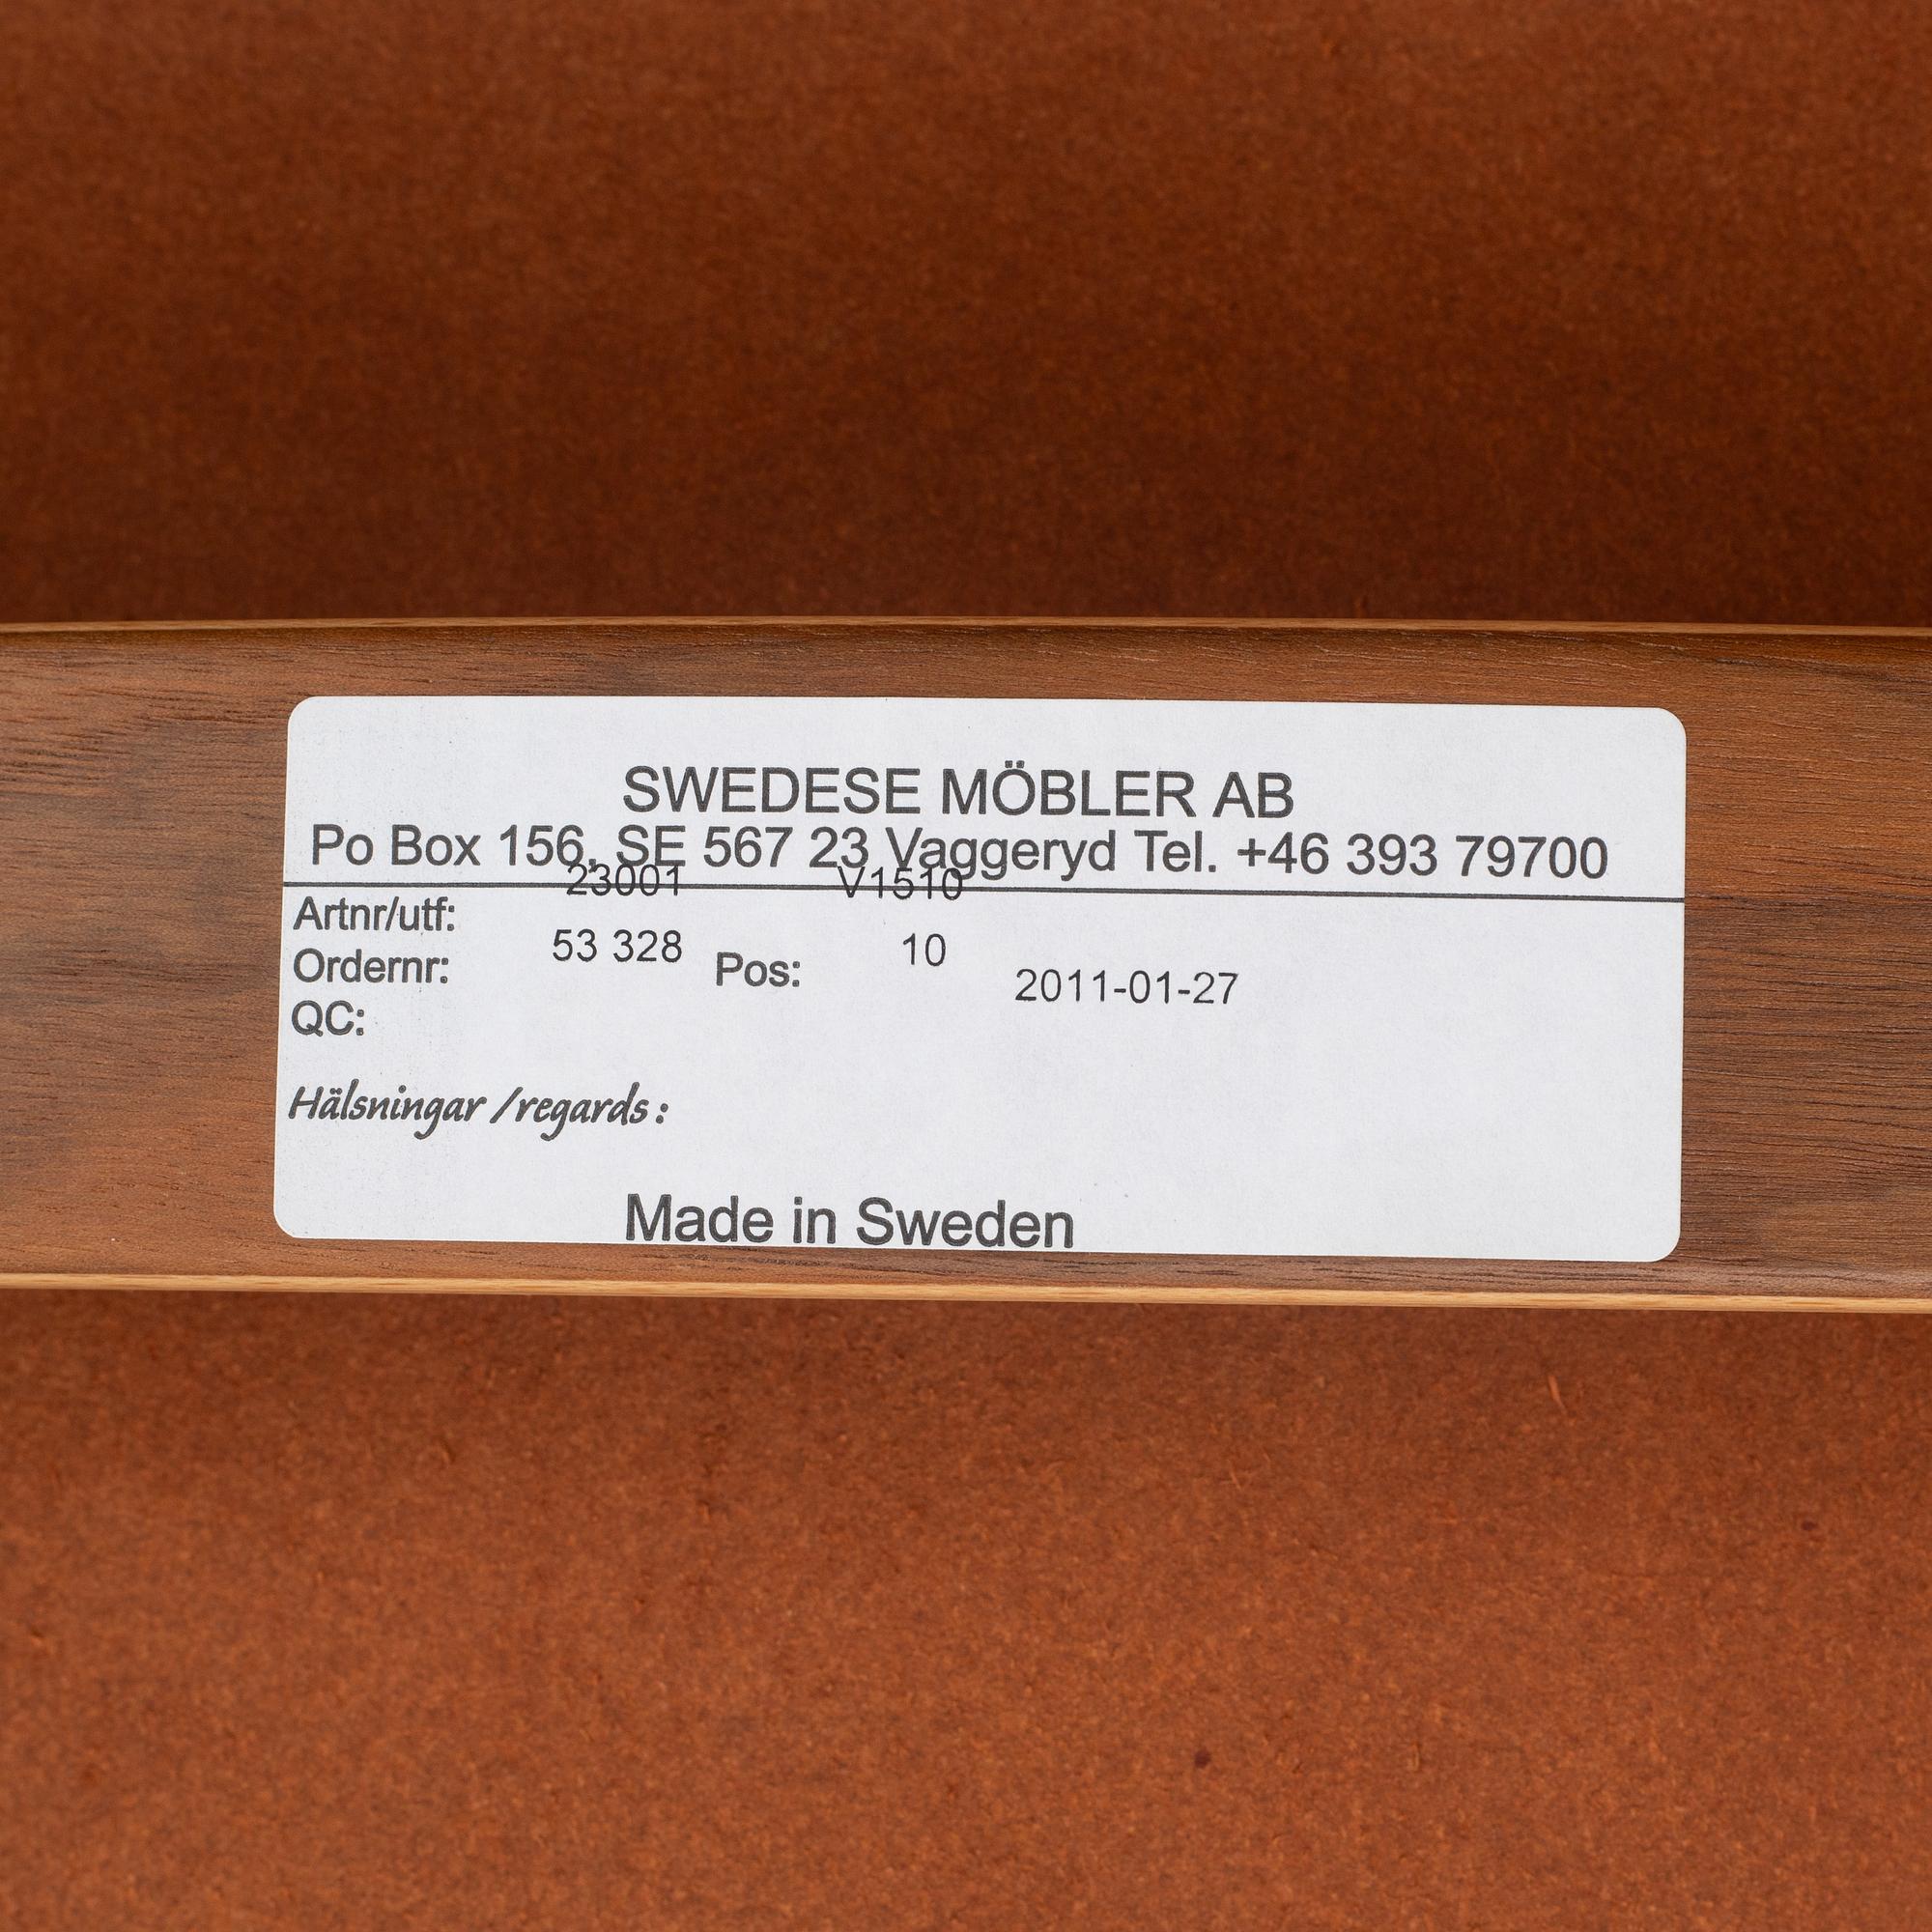 SWEDESE MÖBLER AB
Po Box 156, SE 567 23 Vaggeryd Tel. +46 393 79700
23001 V1510
Artnr/utf:
53 328 10
Ordernr: Pos: 2011-01-27
QC:
Hälsningar /regards :
Made in Sweden